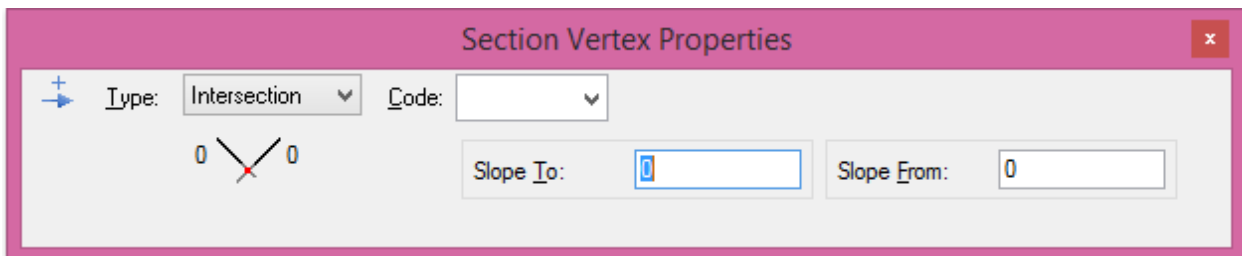 Section Vertex Properties x
Type: Intersection Code:
0 0 Slope To: 0 Slope From: 0